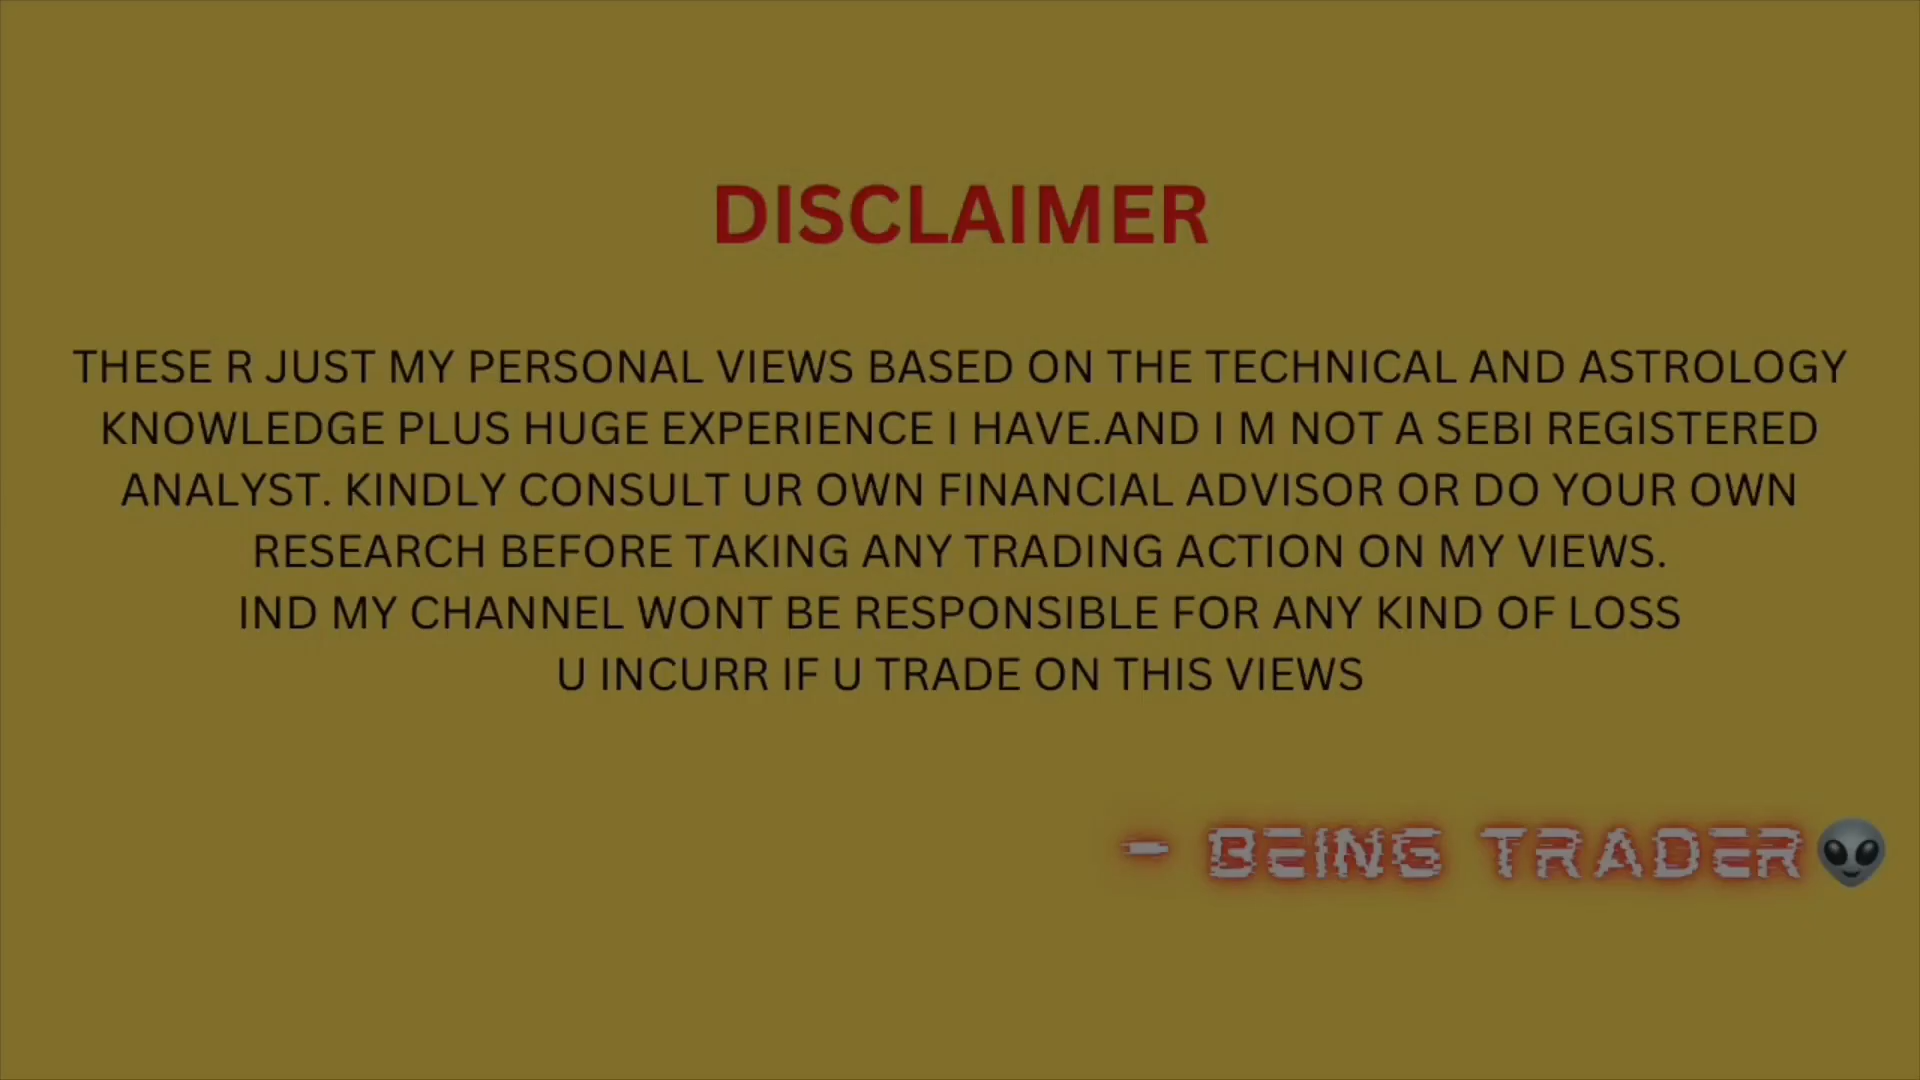 DISCLAIMER
THESE R JUST MY PERSONAL VIEWS BASED ON THE TECHNICAL AND ASTROLOGY
KNOWLEDGE PLUS HUGE EXPERIENCE I HAVE.AND I M NOT A SEBI REGISTERED
ANALYST. KINDLY CONSULT UR OWN FINANCIAL ADVISOR OR DO YOUR OWN
RESEARCH BEFORE TAKING ANY TRADING ACTION ON MY VIEWS.
IND MY CHANNEL WONT BE RESPONSIBLE FOR ANY KIND OF LOSS
U INCURR IF U TRADE ON THIS VIEWS
- BEING TRADER👽